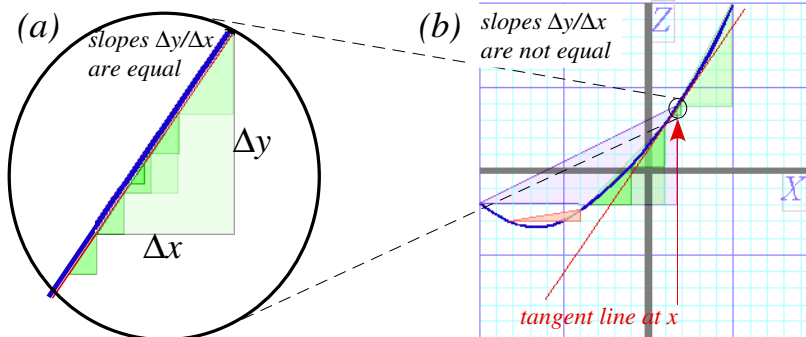 (a)
slopes Δy/Δx
are equal
Δy
Δx
(b)
slopes Δy/Δx
are not equal
Z
X
tangent line at x